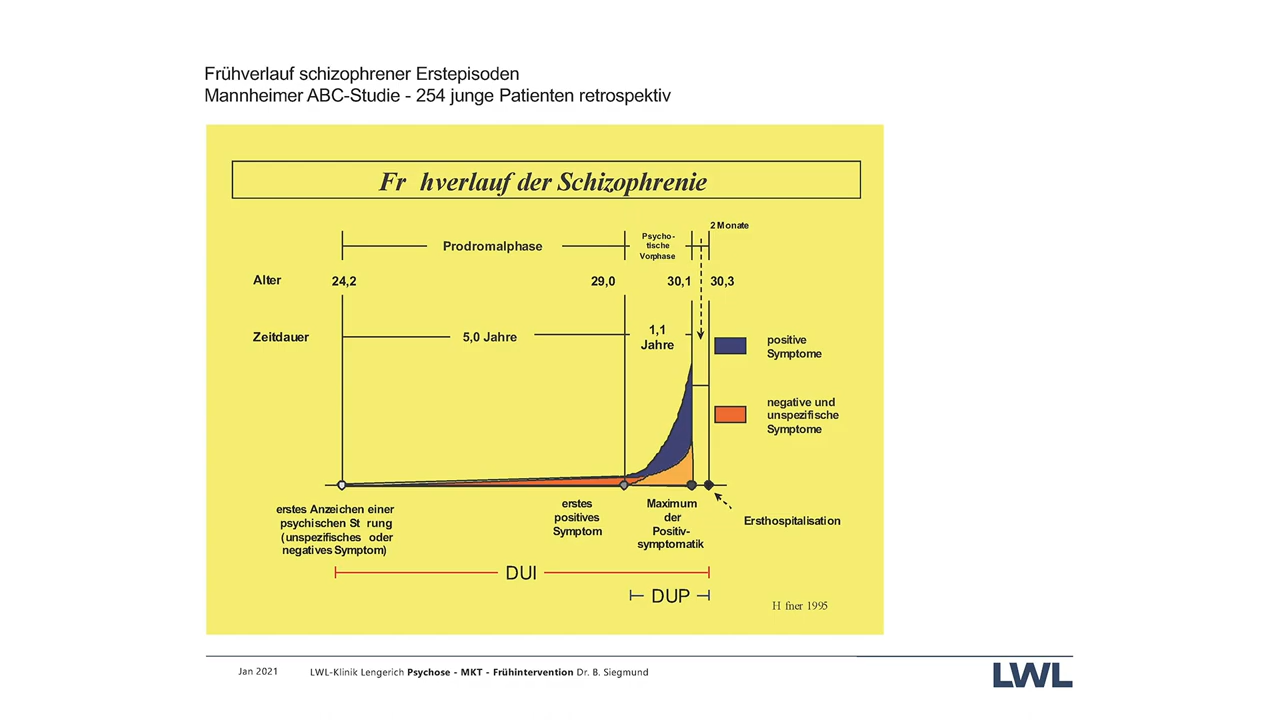 Frühverlauf schizophrener Erstepisoden
Mannheimer ABC-Studie - 254 junge Patienten retrospektiv
Fr hverlauf der Schizophrenie
2 Monate
Prodromalphase
Psycho-
tische
Vorphase
Alter
24,2
29,0
30,1
30,3
Zeitdauer
5,0 Jahre
1,1
Jahre
positive
Symptome
negative und
unspezifische
Symptome
erstes Anzeichen einer
psychischen St rung
(unspezifisches oder
negatives Symptom)
erstes
positives
Symptom
Maximum
der
Positiv-
symptomatik
Ersthospitalisation
DUI
DUP
H fner 1995
Jan 2021
LWL-Klinik Lengerich Psychose - MKT - Frühintervention Dr. B. Siegmund
LWL